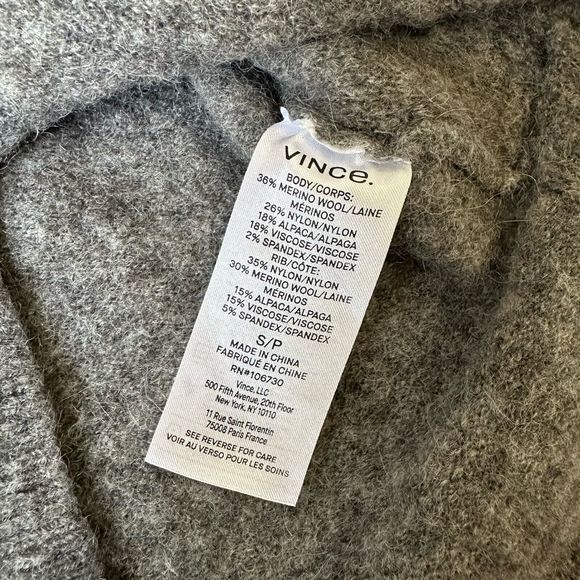 VINCe.
BODY/CORPS:
36% MERINO WOOL/LAINE
MÉRINOS
26% NYLON/NYLON
18% ALPACA/ALPAGA
18% VISCOSE/VISCOSE
2% SPANDEX/SPANDEX
RIB/CÔTE:
35% NYLON/NYLON
30% MERINO WOOL/LAINE
MÉRINOS
15% ALPACA/ALPAGA
15% VISCOSE/VISCOSE
5% SPANDEX/SPANDEX
S/P
MADE IN CHINA
FABRIQUÉ EN CHINE
RN#106730
Vince, LLC
500 Fifth Avenue, 20th Floor
New York, NY 10110
11 Rue Saint Florentin
75008 Paris France
SEE REVERSE FOR CARE
VOIR AU VERSO POUR LES SOINS